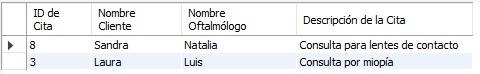 ID de Cita Nombre Cliente Nombre Oftalmólogo Descripción de la Cita
8 Sandra Natalia Consulta para lentes de contacto
3 Laura Luis Consulta por miopía